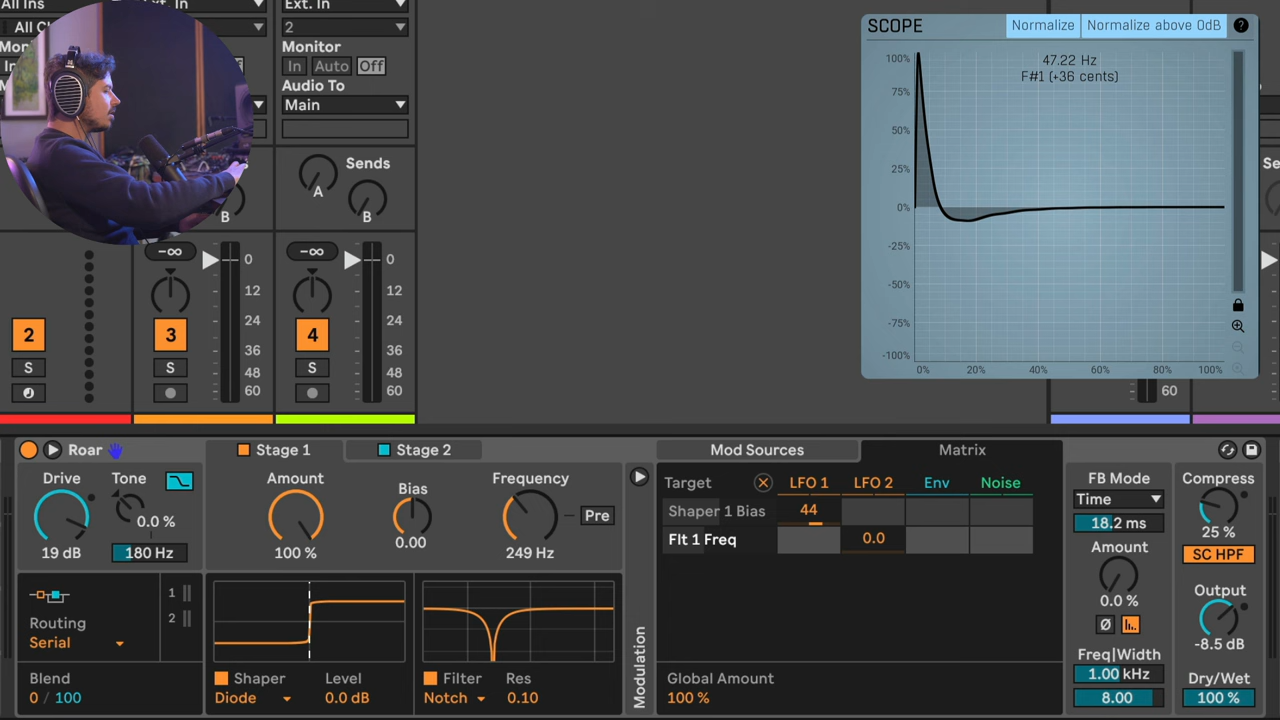 All Ins
Ext. In
Ext. In
2
Monitor
In Auto Off
Audio To
Main
Sends
A
B
B
-∞
-∞
0
12
24
36
48
60
0
12
24
36
48
60
2
3
4
S
S
S
SCOPE
Normalize
Normalize above 0dB
?
47.22 Hz
F#1 (+36 cents)
100%
75%
50%
25%
0%
-25%
-50%
-75%
-100%
0% 20% 40% 60% 80% 100%
60
Roar
Drive
19 dB
Tone
0.0 %
180 Hz
Routing
Serial
1
2
Blend
0 / 100
Stage 1
Stage 2
Amount
100 %
Bias
0.00
Frequency
249 Hz
Pre
Shaper
Diode
Level
0.0 dB
Filter
Notch
Res
0.10
Modulation
Mod Sources
Matrix
Target LFO 1 LFO 2 Env Noise
Shaper 1 Bias 44
Flt 1 Freq 0.0
Global Amount
100 %
FB Mode
Time
18.2 ms
Amount
0.0 %
Ø
Freq|Width
1.00 kHz
8.00
Compress
25 %
SC HPF
Output
-8.5 dB
Dry/Wet
100 %